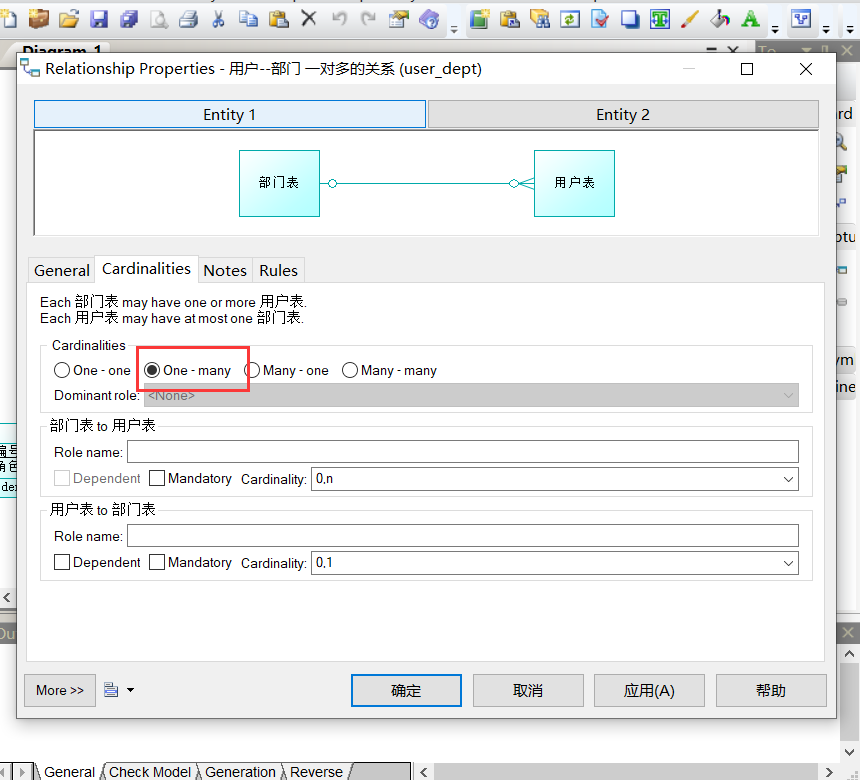 Diagram 1
To
Relationship Properties - 用户--部门 一对多的关系 (user_dept)
Entity 1
Entity 2
部门表
用户表
General
Cardinalities
Notes
Rules
Each 部门表 may have one or more 用户表.
Each 用户表 may have at most one 部门表.
Cardinalities
One - one
One - many
Many - one
Many - many
Dominant role:
<None>
部门表 to 用户表
Role name:
Dependent
Mandatory
Cardinality:
0,n
用户表 to 部门表
Role name:
Dependent
Mandatory
Cardinality:
0,1
More >>
确定
取消
应用(A)
帮助
General
Check Model
Generation
Reverse